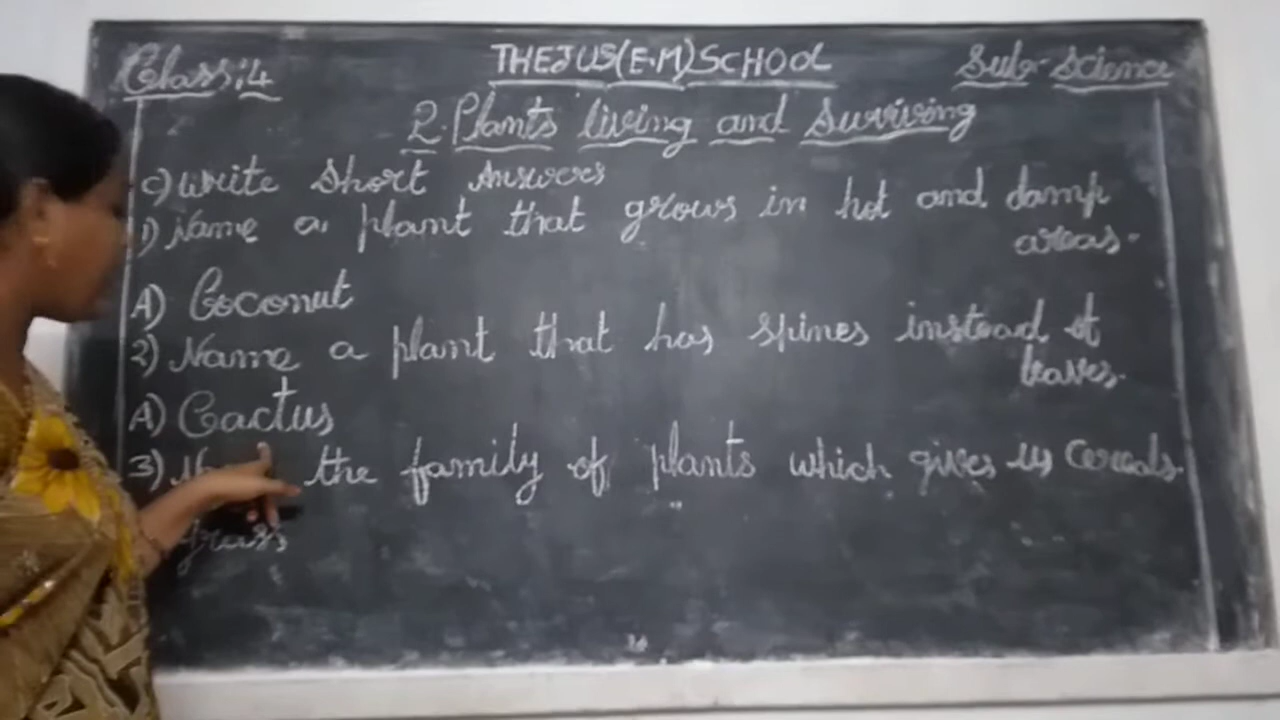 Class:4
THEJUS(E.M)SCHOOL
Sub-Science
2.Plants living and Surviving
c) write short answers
1) Name a plant that grows in hot and damp
areas.
A) Coconut
2) Name a plant that has spines instead of
leaves.
A) Cactus
3) the family of plants which gives us cereals.
grass